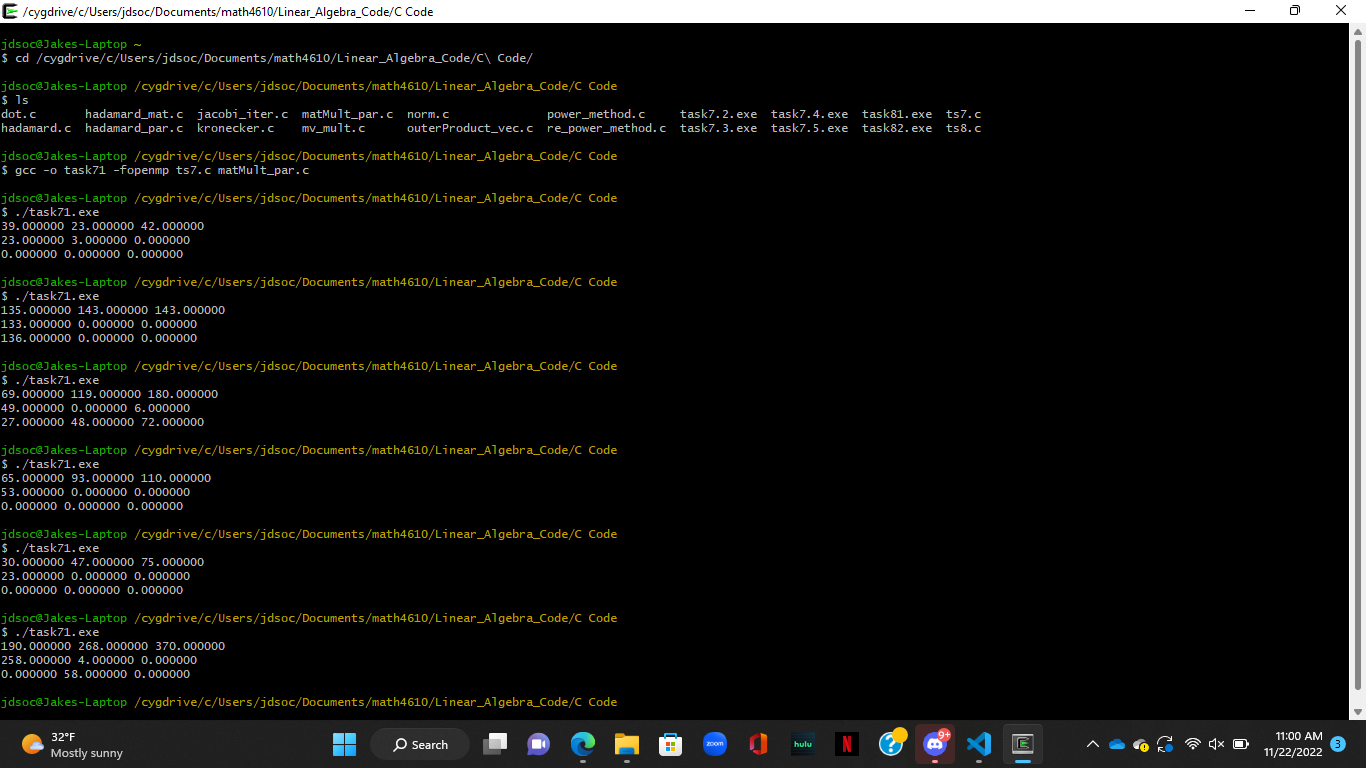 /cygdrive/c/Users/jdsoc/Documents/math4610/Linear_Algebra_Code/C Code
jdsoc@Jakes-Laptop ~
$ cd /cygdrive/c/Users/jdsoc/Documents/math4610/Linear_Algebra_Code/C\ Code/
jdsoc@Jakes-Laptop /cygdrive/c/Users/jdsoc/Documents/math4610/Linear_Algebra_Code/C Code
$ ls
dot.c hadamard_mat.c jacobi_iter.c matMult_par.c norm.c power_method.c task7.2.exe task7.4.exe task81.exe ts7.c
hadamard.c hadamard_par.c kronecker.c mv_mult.c outerProduct_vec.c re_power_method.c task7.3.exe task7.5.exe task82.exe ts8.c
jdsoc@Jakes-Laptop /cygdrive/c/Users/jdsoc/Documents/math4610/Linear_Algebra_Code/C Code
$ gcc -o task71 -fopenmp ts7.c matMult_par.c
jdsoc@Jakes-Laptop /cygdrive/c/Users/jdsoc/Documents/math4610/Linear_Algebra_Code/C Code
$ ./task71.exe
39.000000 23.000000 42.000000
23.000000 3.000000 0.000000
0.000000 0.000000 0.000000
jdsoc@Jakes-Laptop /cygdrive/c/Users/jdsoc/Documents/math4610/Linear_Algebra_Code/C Code
$ ./task71.exe
135.000000 143.000000 143.000000
133.000000 0.000000 0.000000
136.000000 0.000000 0.000000
jdsoc@Jakes-Laptop /cygdrive/c/Users/jdsoc/Documents/math4610/Linear_Algebra_Code/C Code
$ ./task71.exe
69.000000 119.000000 180.000000
49.000000 0.000000 6.000000
27.000000 48.000000 72.000000
jdsoc@Jakes-Laptop /cygdrive/c/Users/jdsoc/Documents/math4610/Linear_Algebra_Code/C Code
$ ./task71.exe
65.000000 93.000000 110.000000
53.000000 0.000000 0.000000
0.000000 0.000000 0.000000
jdsoc@Jakes-Laptop /cygdrive/c/Users/jdsoc/Documents/math4610/Linear_Algebra_Code/C Code
$ ./task71.exe
30.000000 47.000000 75.000000
23.000000 0.000000 0.000000
0.000000 0.000000 0.000000
jdsoc@Jakes-Laptop /cygdrive/c/Users/jdsoc/Documents/math4610/Linear_Algebra_Code/C Code
$ ./task71.exe
190.000000 268.000000 370.000000
258.000000 4.000000 0.000000
0.000000 58.000000 0.000000
jdsoc@Jakes-Laptop /cygdrive/c/Users/jdsoc/Documents/math4610/Linear_Algebra_Code/C Code
32°F
Mostly sunny
Search
zoom
hulu
N
9+
11:00 AM
11/22/2022
3